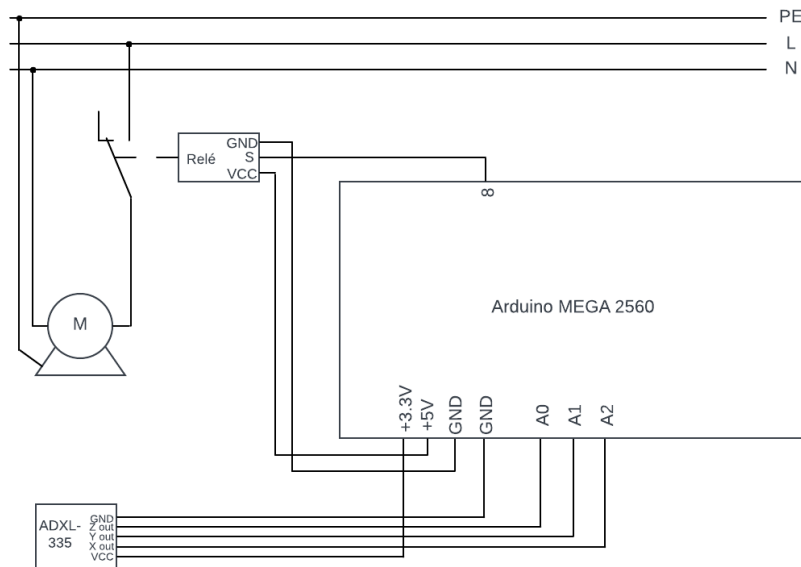 PE
L
N
GND
Relé
S
VCC
8
M
Arduino MEGA 2560
+3.3V
+5V
GND
GND
A0
A1
A2
ADXL-
335
GND
Z out
Y out
X out
VCC